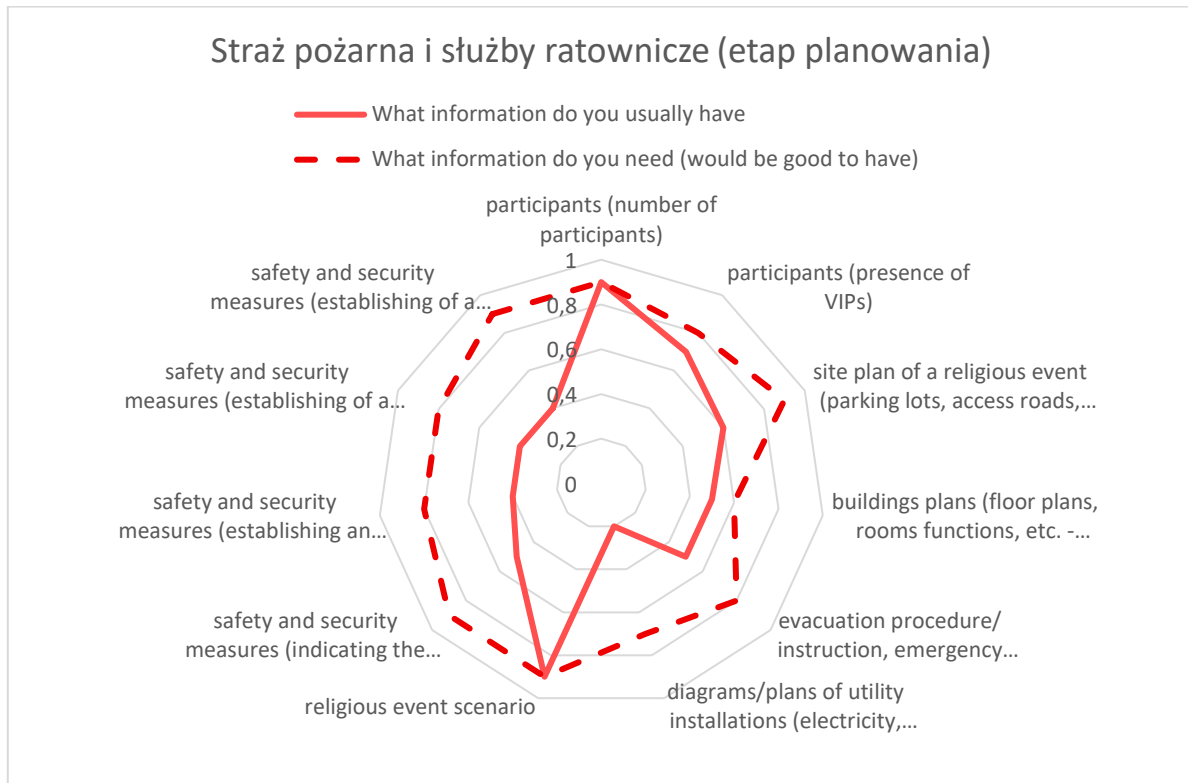 Straż pożarna i służby ratownicze (etap planowania)
What information do you usually have
What information do you need (would be good to have)
participants (number of
participants)
participants (presence of
VIPs)
site plan of a religious event
(parking lots, access roads,...
buildings plans (floor plans,
rooms functions, etc. -...
evacuation procedure/
instruction, emergency...
diagrams/plans of utility
installations (electricity,...
religious event scenario
safety and security
measures (indicating the...
safety and security
measures (establishing an...
safety and security
measures (establishing of a...
safety and security
measures (establishing of a...
1
0,8
0,6
0,4
0,2
0